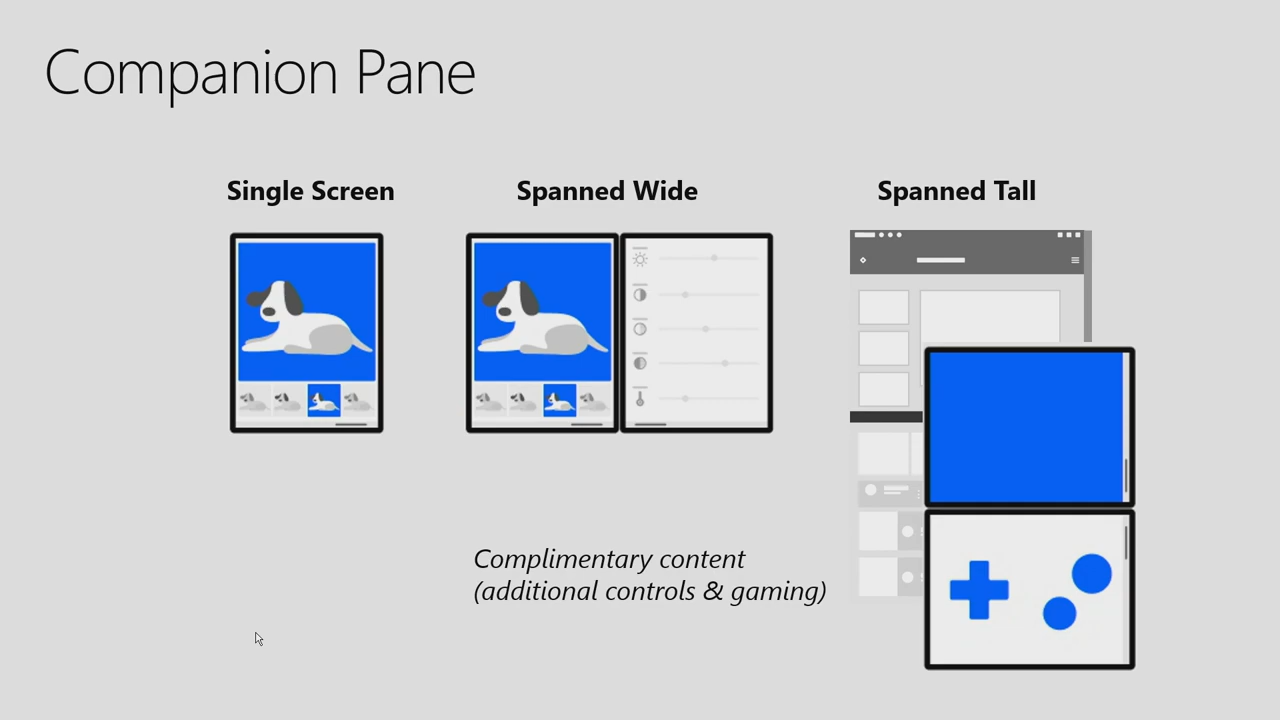 Companion Pane
Single Screen
Spanned Wide
Spanned Tall
Complimentary content
(additional controls & gaming)